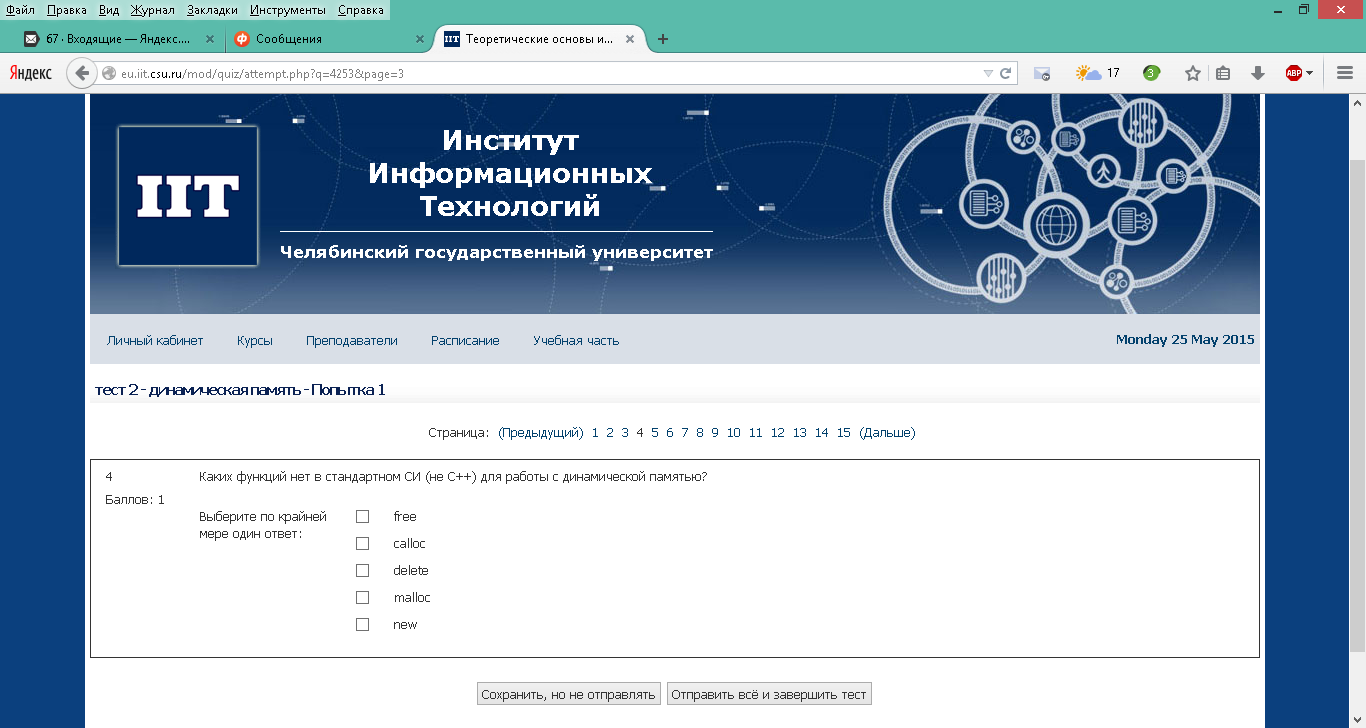 Файл Правка Вид Журнал Закладки Инструменты Справка
67 · Входящие — Яндекс.... Сообщения Теоретические основы и...
Яндекс eu.iit.csu.ru/mod/quiz/attempt.php?q=4253&page=3 17 3 ABP
IIT
Институт
Информационных
Технологий
Челябинский государственный университет
Личный кабинет Курсы Преподаватели Расписание Учебная часть Monday 25 May 2015
тест 2 - динамическая память - Попытка 1
Страница: (Предыдущий) 1 2 3 4 5 6 7 8 9 10 11 12 13 14 15 (Дальше)
4 Каких функций нет в стандартном СИ (не С++) для работы с динамической памятью?
Баллов: 1
Выберите по крайней
мере один ответ:
free
calloc
delete
malloc
new
Сохранить, но не отправлять Отправить всё и завершить тест